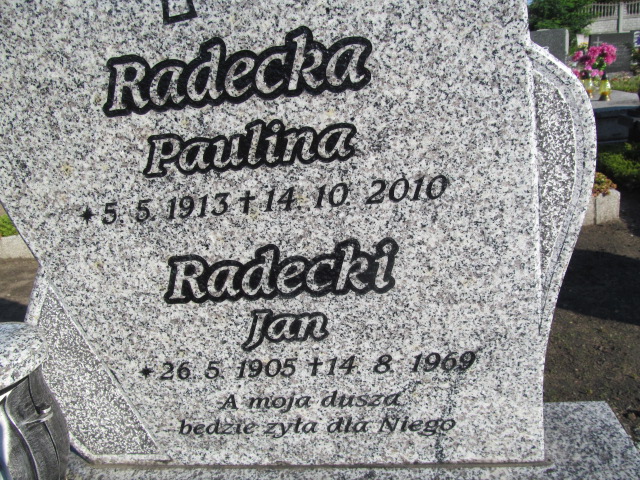 Radecka
Paulina
✶ 5. 5. 1913 ✝ 14. 10. 2010
Radecki
Jan
✶ 26. 5. 1905 ✝ 14. 8. 1969
A moja dusza
będzie żyła dla Niego